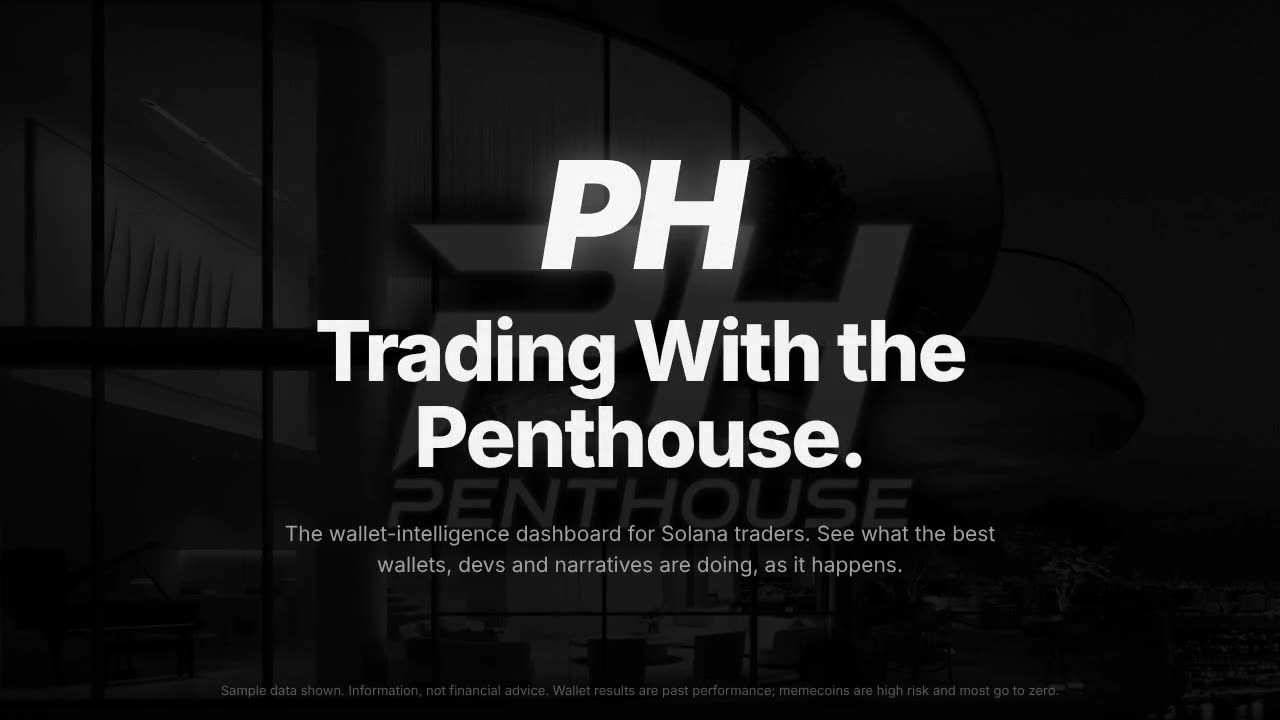 PH
Trading With the
Penthouse.
PENTHOUSE
The wallet-intelligence dashboard for Solana traders. See what the best
wallets, devs and narratives are doing, as it happens.
Sample data shown. Information, not financial advice. Wallet results are past performance; memecoins are high risk and most go to zero.